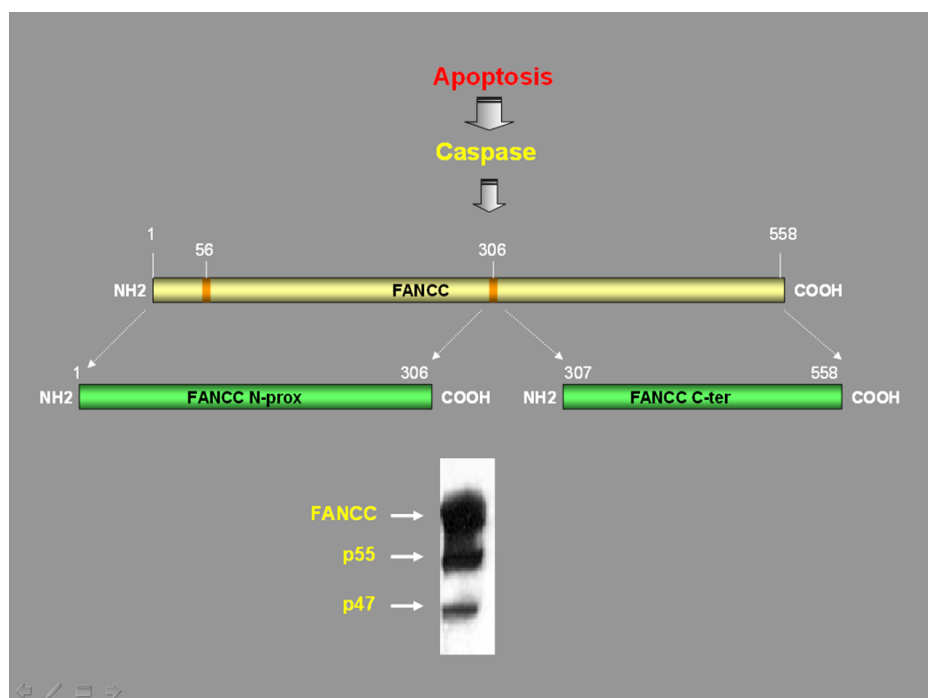 Apoptosis
Caspase
1 56 306 558
NH2 FANCC COOH
1 306 307 558
NH2 FANCC N-prox COOH NH2 FANCC C-ter COOH
FANCC
p55
p47